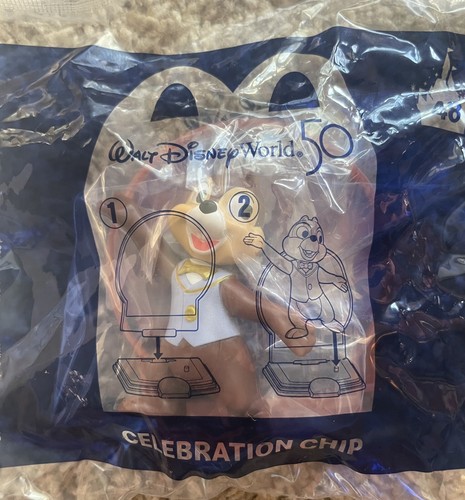 WALT DISNEY World. 50
1
2
CELEBRATION CHIP